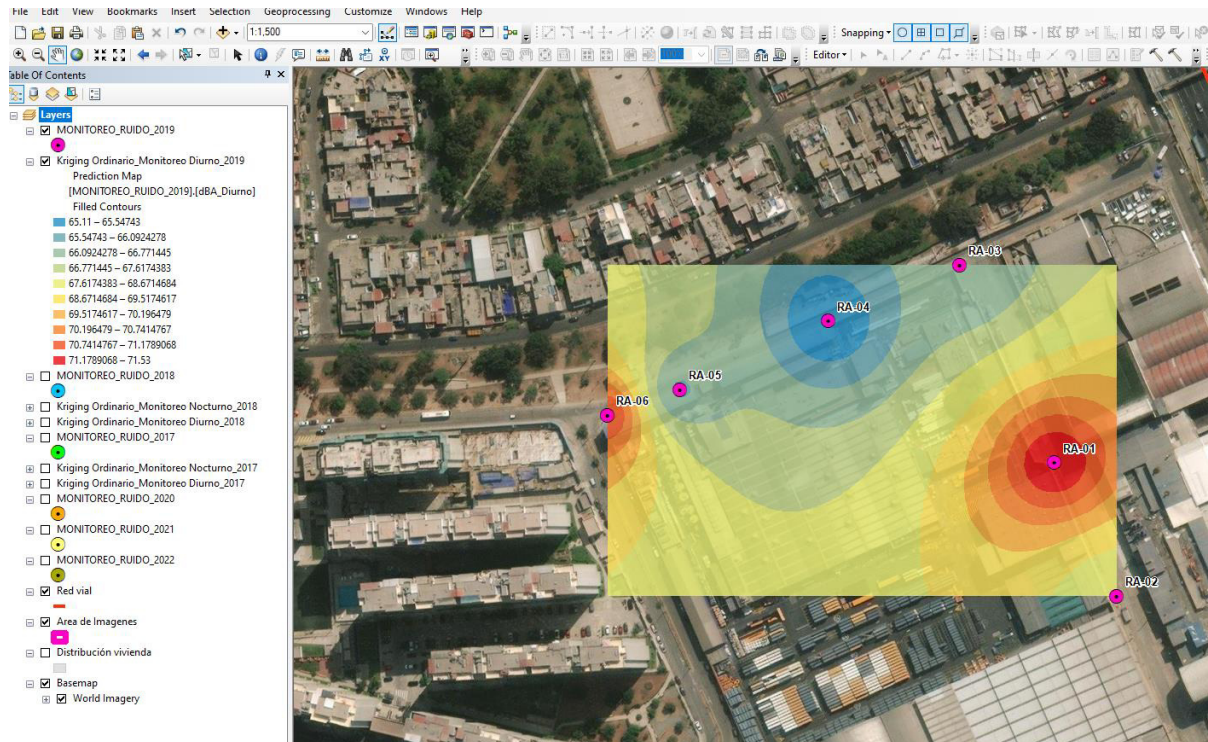 File Edit View Bookmarks Insert Selection Geoprocessing Customize Windows Help
1:1,500
Snapping
Editor
Table Of Contents
Layers
MONITOREO_RUIDO_2019
Kriging Ordinario_Monitoreo Diurno_2019
Prediction Map
[MONITOREO_RUIDO_2019].[dBA_Diurno]
Filled Contours
65.11 – 65.54743
65.54743 – 66.0924278
66.0924278 – 66.771445
66.771445 – 67.6174383
67.6174383 – 68.6714684
68.6714684 – 69.5174617
69.5174617 – 70.196479
70.196479 – 70.7414767
70.7414767 – 71.1789068
71.1789068 – 71.53
MONITOREO_RUIDO_2018
Kriging Ordinario_Monitoreo Nocturno_2018
Kriging Ordinario_Monitoreo Diurno_2018
MONITOREO_RUIDO_2017
Kriging Ordinario_Monitoreo Nocturno_2017
Kriging Ordinario_Monitoreo Diurno_2017
MONITOREO_RUIDO_2020
MONITOREO_RUIDO_2021
MONITOREO_RUIDO_2022
Red vial
Area de Imagenes
Distribución vivienda
Basemap
World Imagery
RA-03
RA-04
RA-05
RA-06
RA-01
RA-02